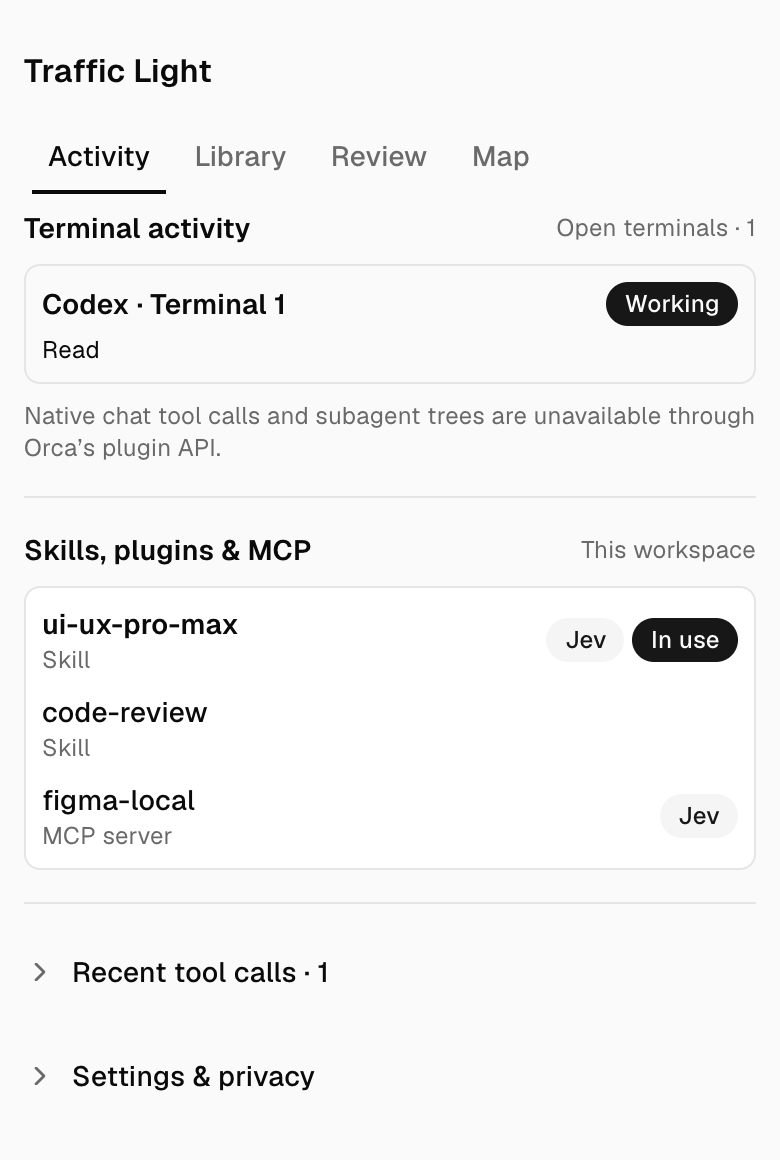 Traffic Light
Activity Library Review Map
Terminal activity Open terminals · 1
Codex · Terminal 1 Working
Read
Native chat tool calls and subagent trees are unavailable through
Orca’s plugin API.
Skills, plugins & MCP This workspace
ui-ux-pro-max Jev In use
Skill
code-review
Skill
figma-local Jev
MCP server
Recent tool calls · 1
Settings & privacy